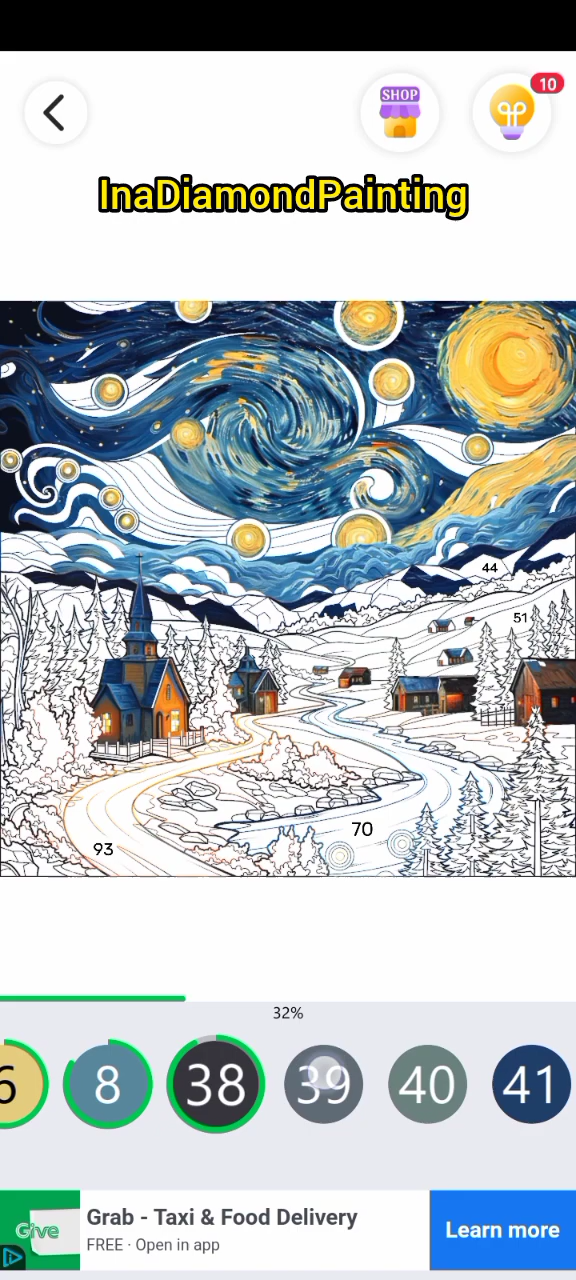 SHOP
10
InaDiamondPainting
44
51
70
93
32%
6 8 38 39 40 41
Give
Grab - Taxi & Food Delivery
FREE · Open in app
Learn more